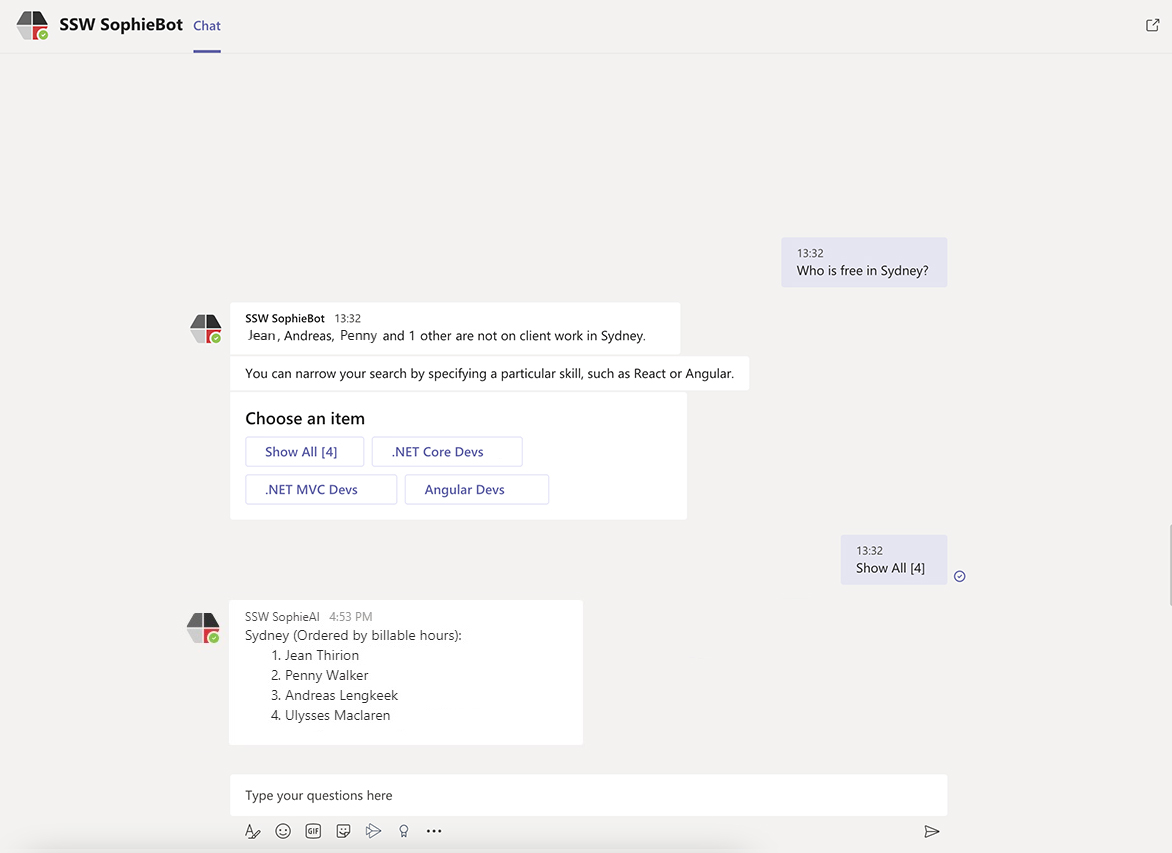 SSW SophieBot Chat
13:32
Who is free in Sydney?
SSW SophieBot 13:32
Jean, Andreas, Penny and 1 other are not on client work in Sydney.
You can narrow your search by specifying a particular skill, such as React or Angular.
Choose an item
Show All [4] .NET Core Devs
.NET MVC Devs Angular Devs
13:32
Show All [4]
SSW SophieAI 4:53 PM
Sydney (Ordered by billable hours):
1. Jean Thirion
2. Penny Walker
3. Andreas Lengkeek
4. Ulysses Maclaren
Type your questions here
GIF